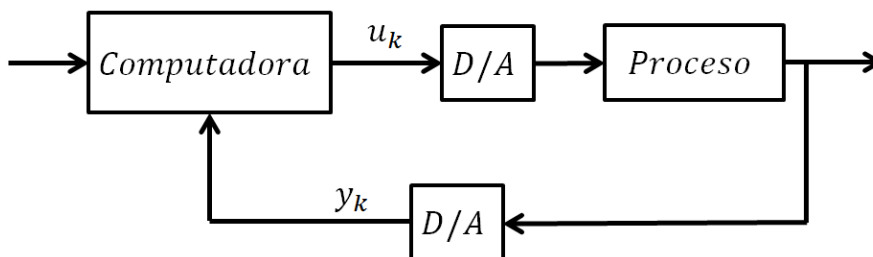 u_k
Computadora
D/A
Proceso
y_k
D/A